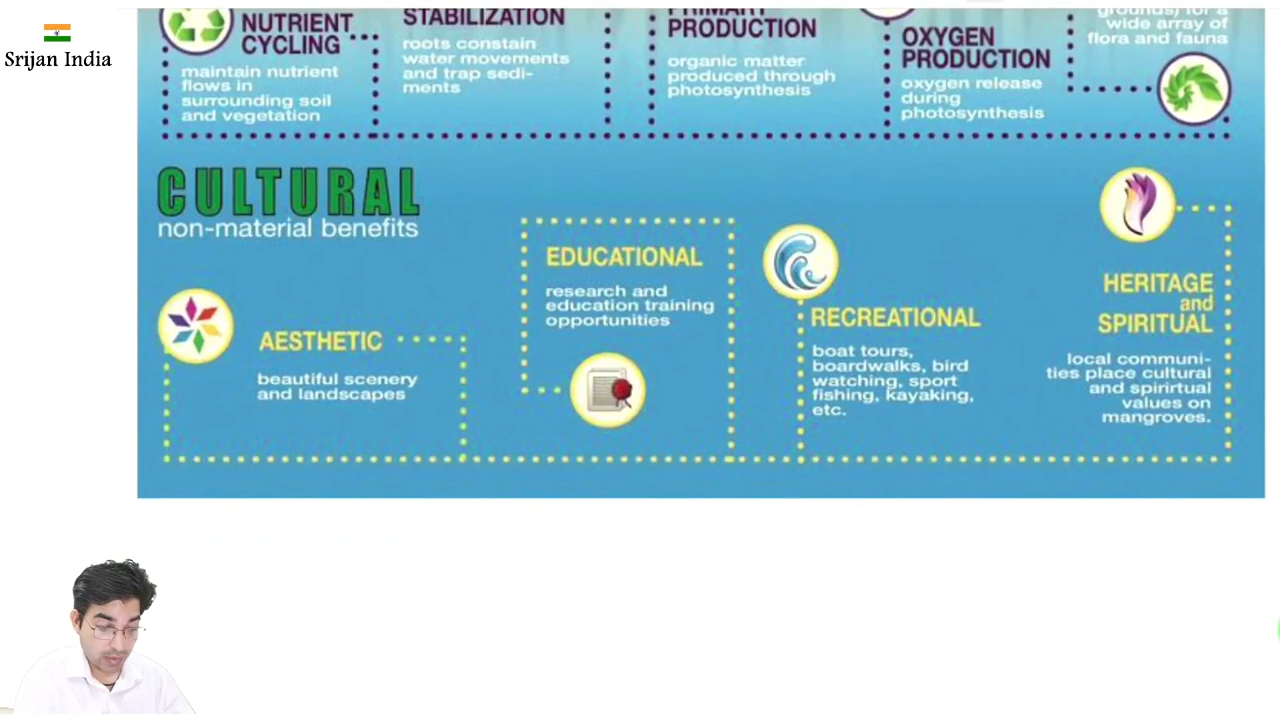 Srijan India
NUTRIENT
CYCLING
maintain nutrient
flows in
surrounding soil
and vegetation
STABILIZATION
roots constain
water movements
and trap sedi-
ments
PRIMARY
PRODUCTION
organic matter
produced through
photosynthesis
OXYGEN
PRODUCTION
oxygen release
during
photosynthesis
grounds) for a
wide array of
flora and fauna
CULTURAL
non-material benefits
AESTHETIC
beautiful scenery
and landscapes
EDUCATIONAL
research and
education training
opportunities
RECREATIONAL
boat tours,
boardwalks, bird
watching, sport
fishing, kayaking,
etc.
HERITAGE
and
SPIRITUAL
local communi-
ties place cultural
and spirirtual
values on
mangroves.